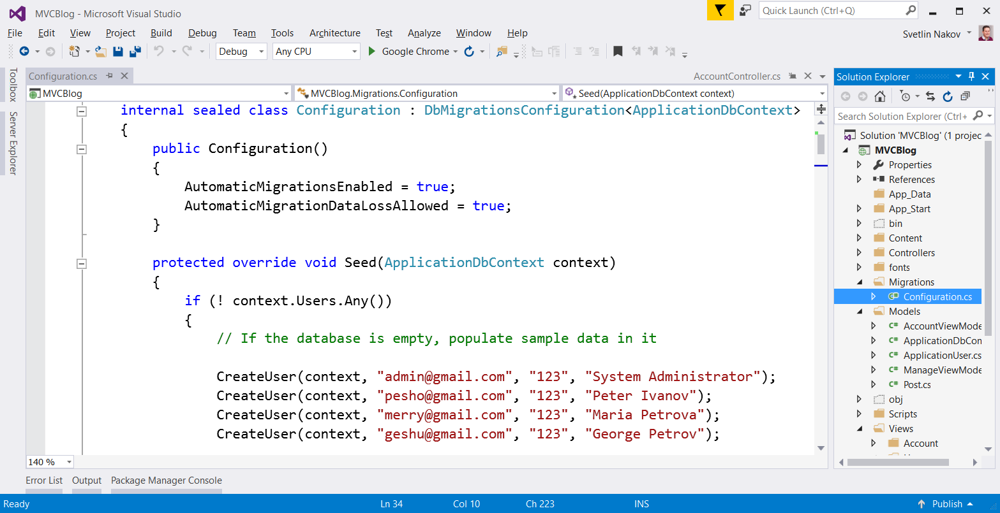 MVCBlog - Microsoft Visual Studio
Quick Launch (Ctrl+Q)
File Edit View Project Build Debug Team Tools Architecture Test Analyze Window Help
Svetlin Nakov
Debug Any CPU Google Chrome
Toolbox
Server Explorer
Configuration.cs
AccountController.cs
MVCBlog
MVCBlog.Migrations.Configuration
Seed(ApplicationDbContext context)
internal sealed class Configuration : DbMigrationsConfiguration<ApplicationDbContext>
{
public Configuration()
{
AutomaticMigrationsEnabled = true;
AutomaticMigrationDataLossAllowed = true;
}
protected override void Seed(ApplicationDbContext context)
{
if (! context.Users.Any())
{
// If the database is empty, populate sample data in it
CreateUser(context, "admin@gmail.com", "123", "System Administrator");
CreateUser(context, "pesho@gmail.com", "123", "Peter Ivanov");
CreateUser(context, "merry@gmail.com", "123", "Maria Petrova");
CreateUser(context, "geshu@gmail.com", "123", "George Petrov");
140 %
Solution Explorer
Search Solution Explorer (Ctrl+
Solution 'MVCBlog' (1 projec
MVCBlog
Properties
References
App_Data
App_Start
bin
Content
Controllers
fonts
Migrations
C# Configuration.cs
Models
C# AccountViewMode
C# ApplicationDbCon
C# ApplicationUser.cs
C# ManageViewMode
C# Post.cs
obj
Scripts
Views
Account
Error List Output Package Manager Console
Ready Ln 34 Col 10 Ch 223 INS Publish